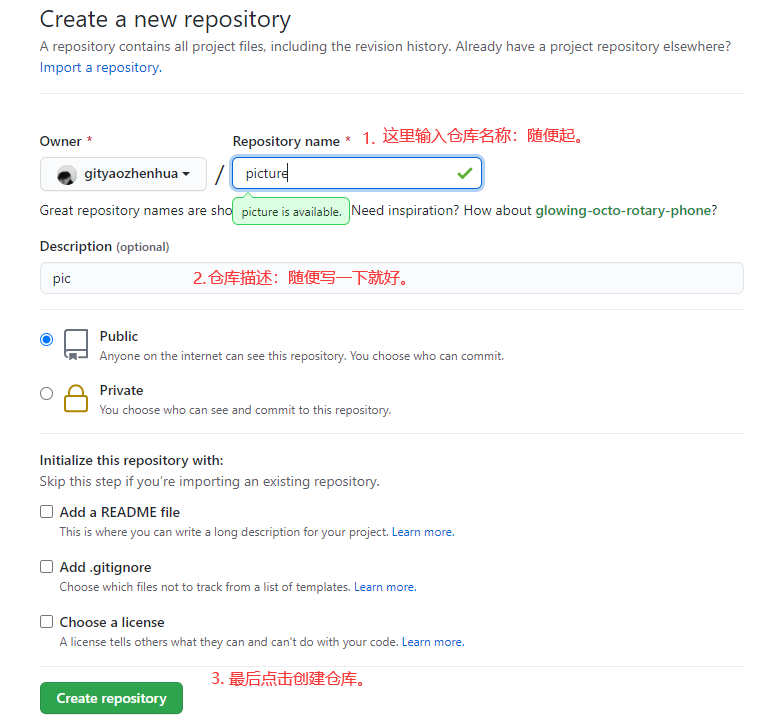 Create a new repository
A repository contains all project files, including the revision history. Already have a project repository elsewhere?
Import a repository.
Owner *
Repository name *
1. 这里输入仓库名称：随便起。
gityaozhenhua
/
picture
Great repository names are sho
picture is available.
Need inspiration? How about glowing-octo-rotary-phone?
Description (optional)
pic
2.仓库描述：随便写一下就好。
Public
Anyone on the internet can see this repository. You choose who can commit.
Private
You choose who can see and commit to this repository.
Initialize this repository with:
Skip this step if you're importing an existing repository.
Add a README file
This is where you can write a long description for your project. Learn more.
Add .gitignore
Choose which files not to track from a list of templates. Learn more.
Choose a license
A license tells others what they can and can't do with your code. Learn more.
3. 最后点击创建仓库。
Create repository